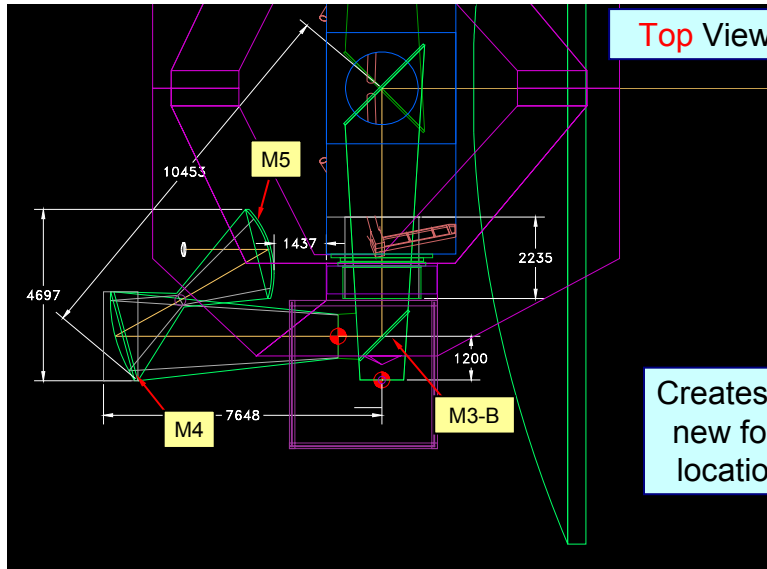 Top View
M5
10453
1437
2235
4697
1200
M3-B
M4
7648
Creates
new fo
locatio